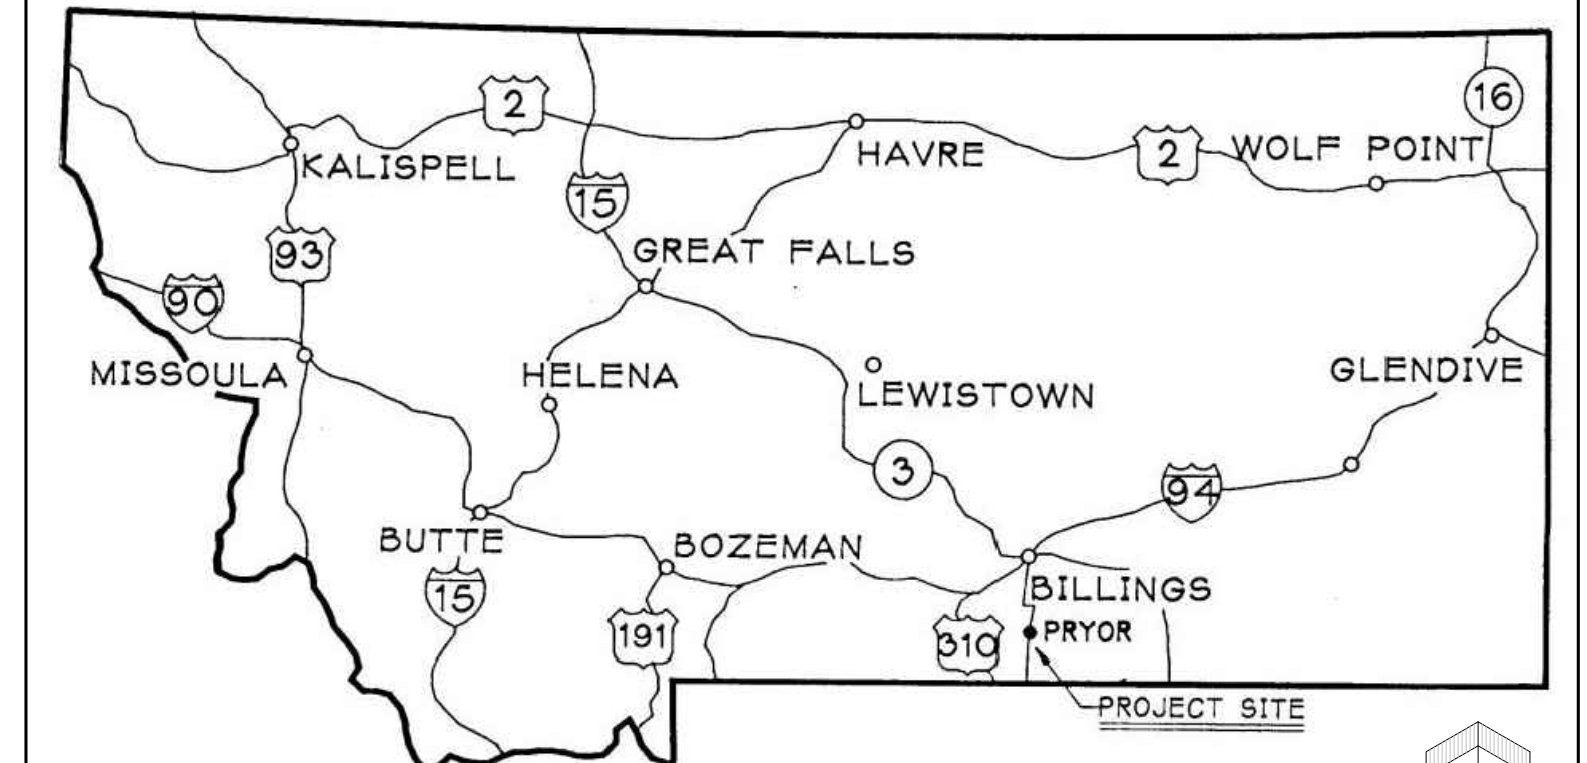 2
16
HAVRE
2
WOLF POINT
KALISPELL
15
93
GREAT FALLS
90
MISSOULA
HELENA
LEWISTOWN
GLENDIVE
3
94
BUTTE
BOZEMAN
15
BILLINGS
191
310
PRYOR
PROJECT SITE